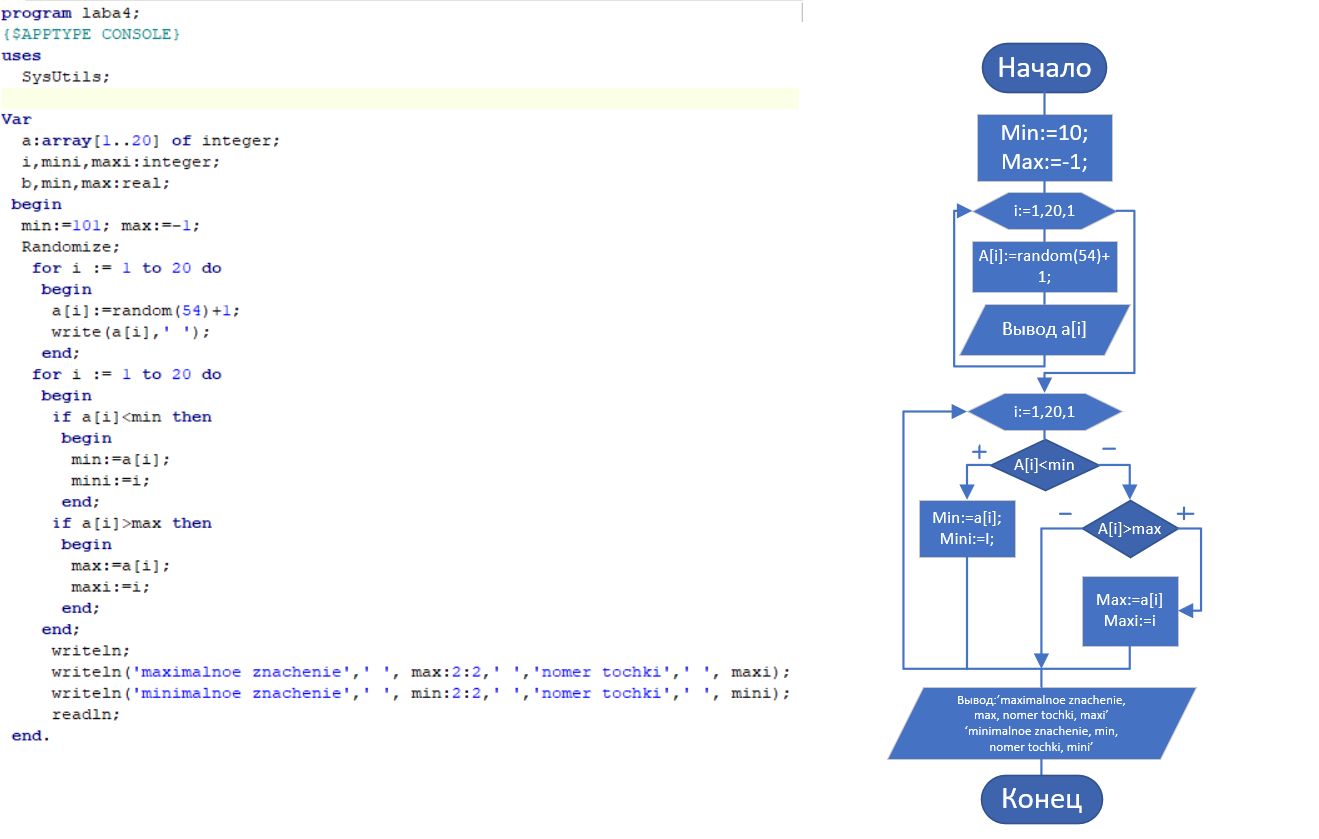 program laba4;
{$APPTYPE CONSOLE}
uses
  SysUtils;
Var
  a:array[1..20] of integer;
  i,mini,maxi:integer;
  b,min,max:real;
 begin
  min:=101; max:=-1;
  Randomize;
   for i := 1 to 20 do
    begin
     a[i]:=random(54)+1;
     write(a[i],' ');
    end;
   for i := 1 to 20 do
    begin
     if a[i]<min then
      begin
       min:=a[i];
       mini:=i;
      end;
     if a[i]>max then
      begin
       max:=a[i];
       maxi:=i;
      end;
    end;
     writeln;
     writeln('maximalnoe znachenie',' ', max:2:2,' ','nomer tochki',' ', maxi);
     writeln('minimalnoe znachenie',' ', min:2:2,' ','nomer tochki',' ', mini);
     readln;
 end.
Начало
Min:=10;
Max:=-1;
i:=1,20,1
A[i]:=random(54)+
1;
Вывод a[i]
i:=1,20,1
+
−
A[i]<min
Min:=a[i];
Mini:=I;
−
+
A[i]>max
Max:=a[i]
Maxi:=i
Вывод:’maximalnoe znachenie,
max, nomer tochki, maxi’
‘minimalnoe znachenie, min,
nomer tochki, mini’
Конец